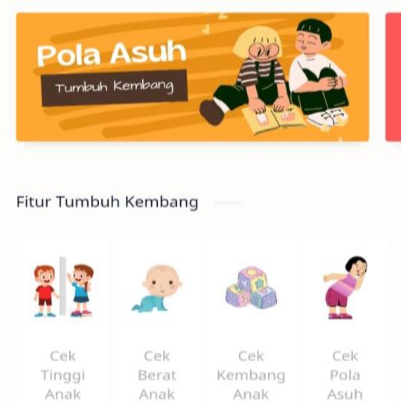 Pola Asuh
Tumbuh Kembang
Fitur Tumbuh Kembang
Cek
Tinggi
Anak
Cek
Berat
Anak
Cek
Kembang
Anak
Cek
Pola
Asuh